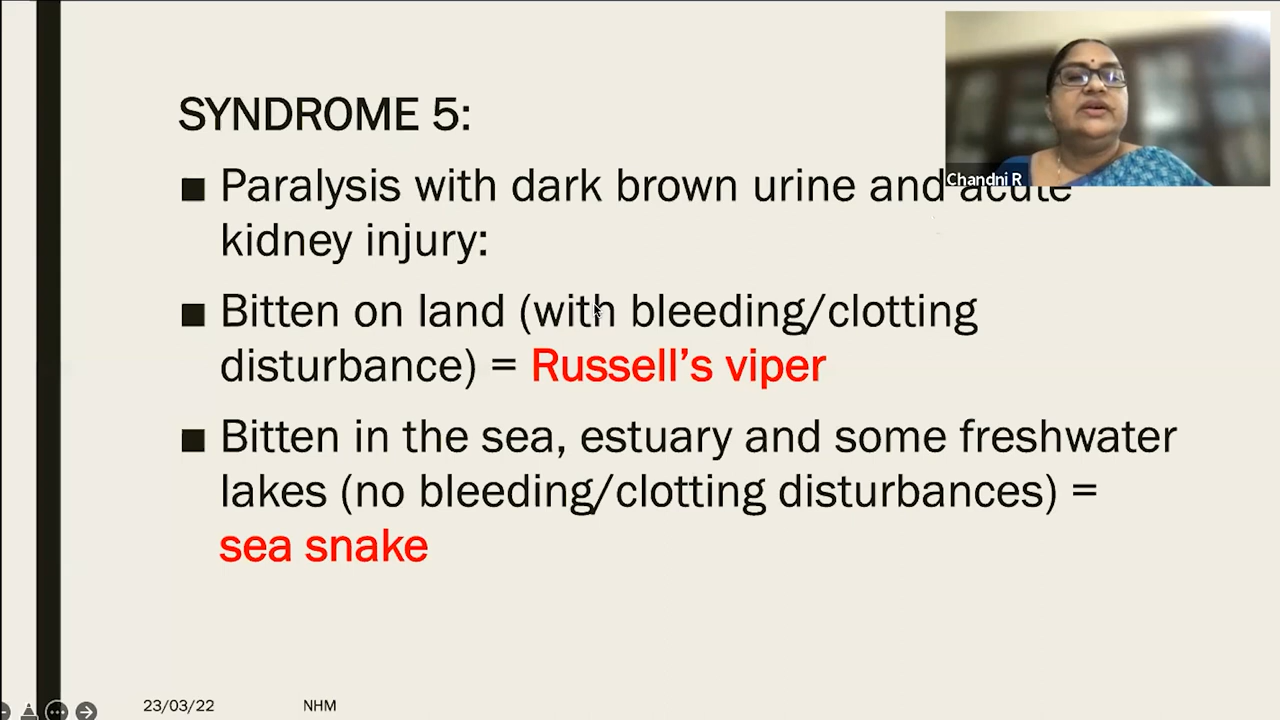 SYNDROME 5:
■ Paralysis with dark brown urine and acute
kidney injury:
■ Bitten on land (with bleeding/clotting
disturbance) = Russell's viper
■ Bitten in the sea, estuary and some freshwater
lakes (no bleeding/clotting disturbances) =
sea snake
Chandni R
23/03/22 NHM